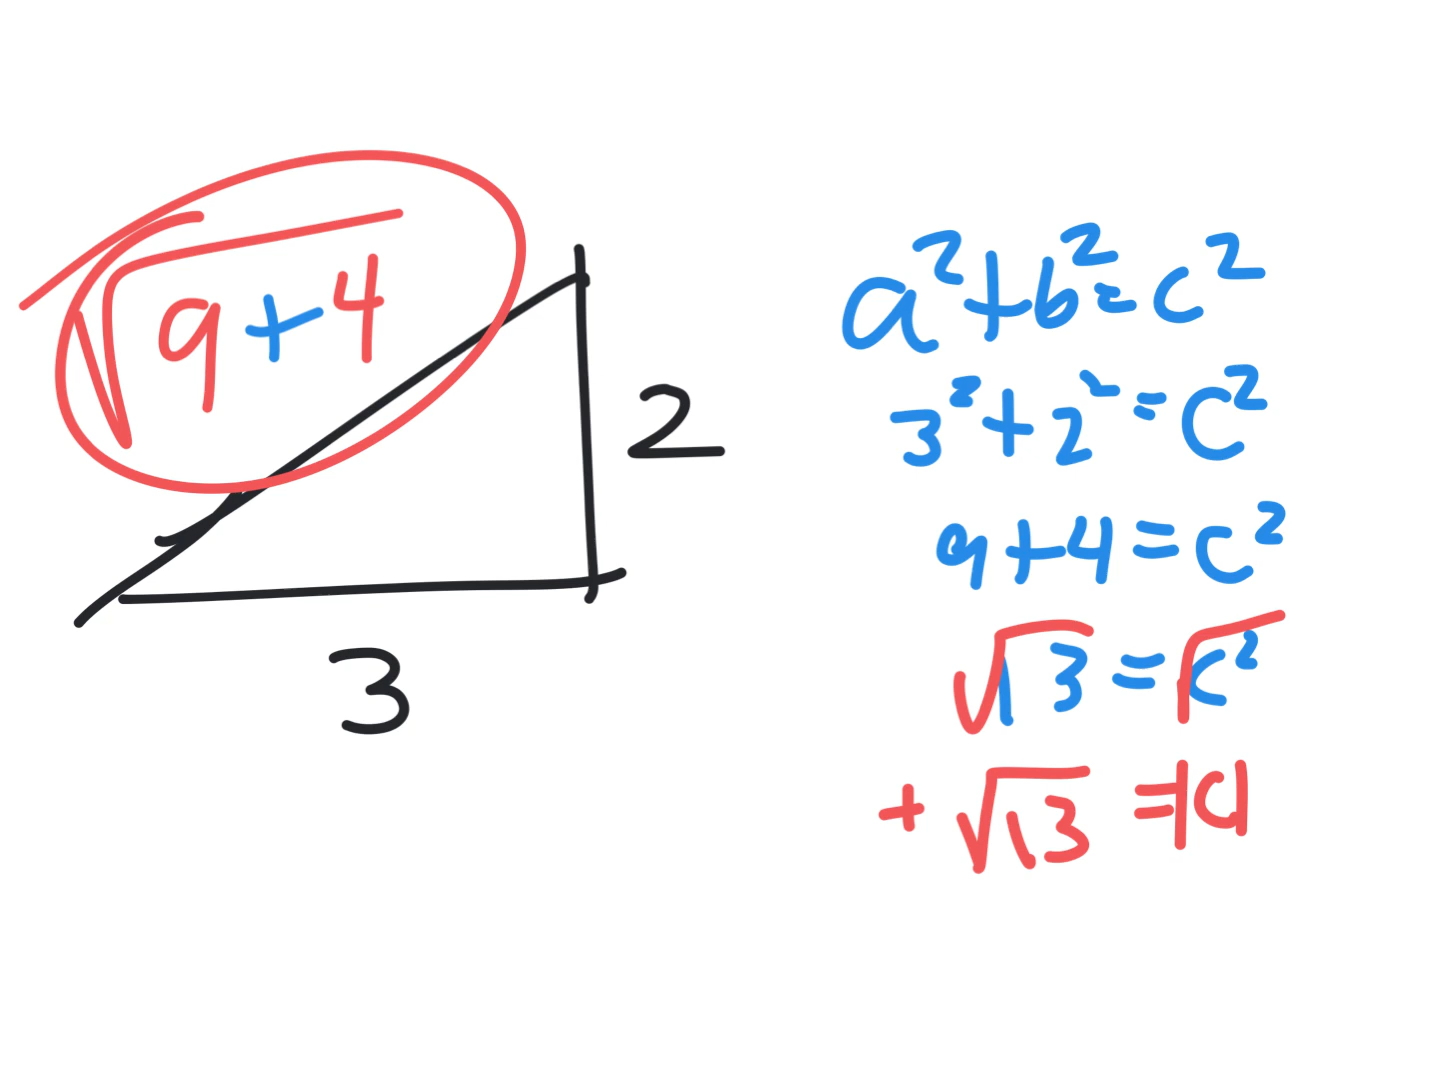 √9+4
2
3
a²+b²=c²
3²+2²=c²
9+4=c²
√13=√c²
+√13=|c|